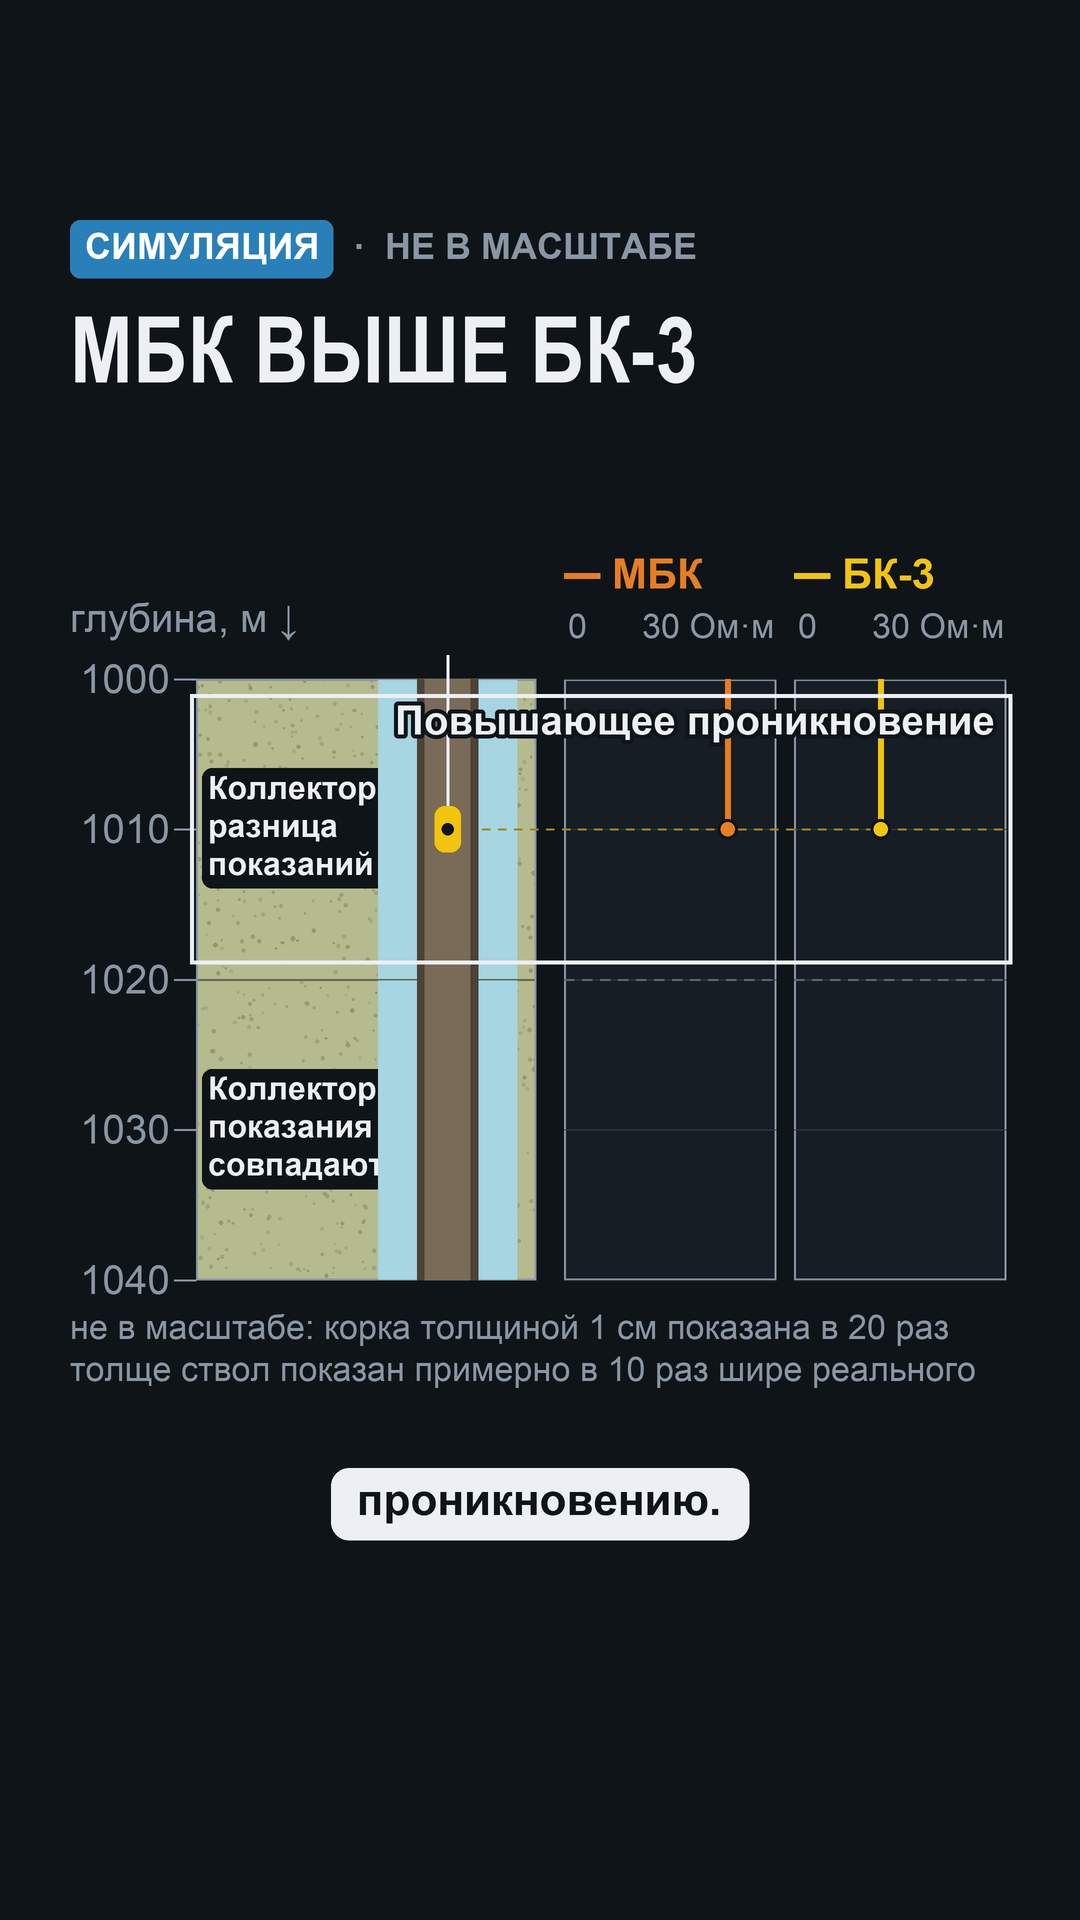 СИМУЛЯЦИЯ · НЕ В МАСШТАБЕ
МБК ВЫШЕ БК-3
МБК
БК-3
глубина, м ↓
0 30 Ом·м
0 30 Ом·м
1000
Повышающее проникновение
Коллектор
разница
показаний
1010
1020
Коллектор
показания
совпадают
1030
1040
не в масштабе: корка толщиной 1 см показана в 20 раз
толще ствол показан примерно в 10 раз шире реального
проникновению.